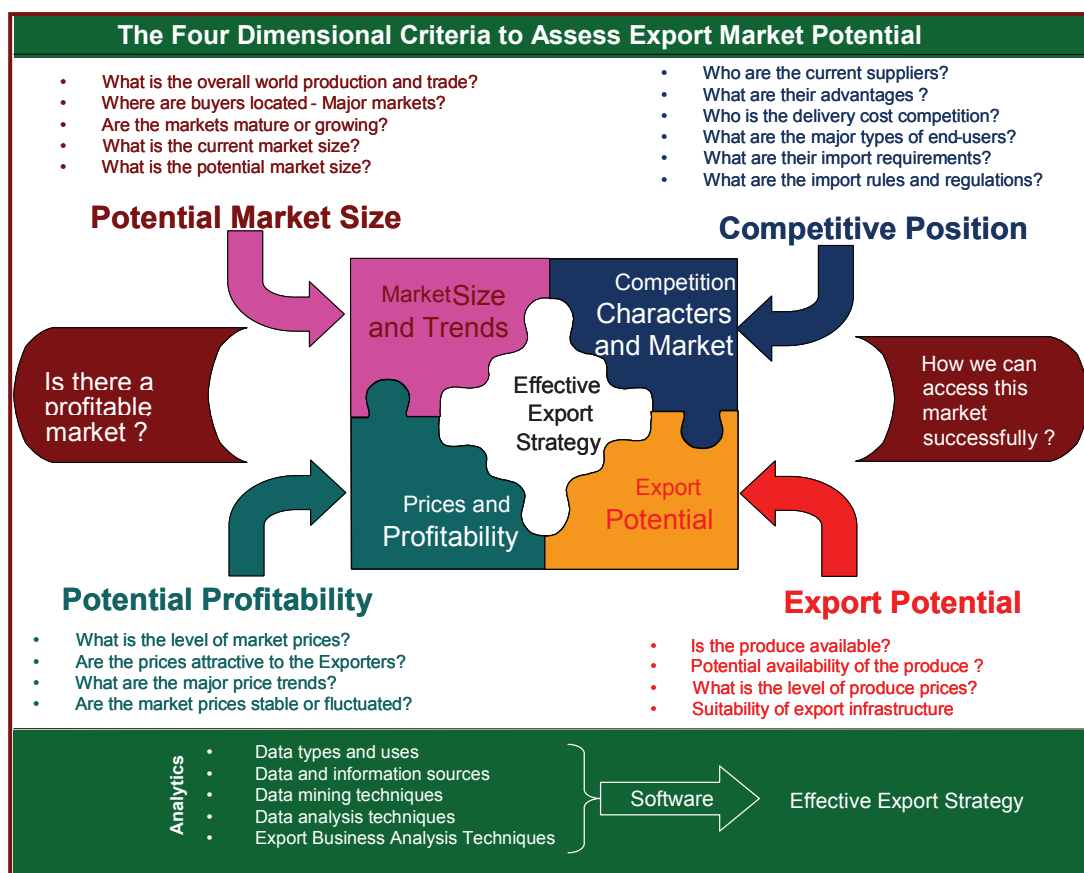 The Four Dimensional Criteria to Assess Export Market Potential
• What is the overall world production and trade?
• Where are buyers located - Major markets?
• Are the markets mature or growing?
• What is the current market size?
• What is the potential market size?
Potential Market Size
• Who are the current suppliers?
• What are their advantages ?
• Who is the delivery cost competition?
• What are the major types of end-users?
• What are their import requirements?
• What are the import rules and regulations?
Competitive Position
Market Size
and Trends
Competition
Characters
and Market
Is there a
profitable
market ?
Effective
Export
Strategy
How we can
access this
market
successfully ?
Prices and
Profitability
Export
Potential
Potential Profitability
• What is the level of market prices?
• Are the prices attractive to the Exporters?
• What are the major price trends?
• Are the market prices stable or fluctuated?
Export Potential
• Is the produce available?
• Potential availability of the produce ?
• What is the level of produce prices?
• Suitability of export infrastructure
Analytics
• Data types and uses
• Data and information sources
• Data mining techniques
• Data analysis techniques
• Export Business Analysis Techniques
Software
Effective Export Strategy